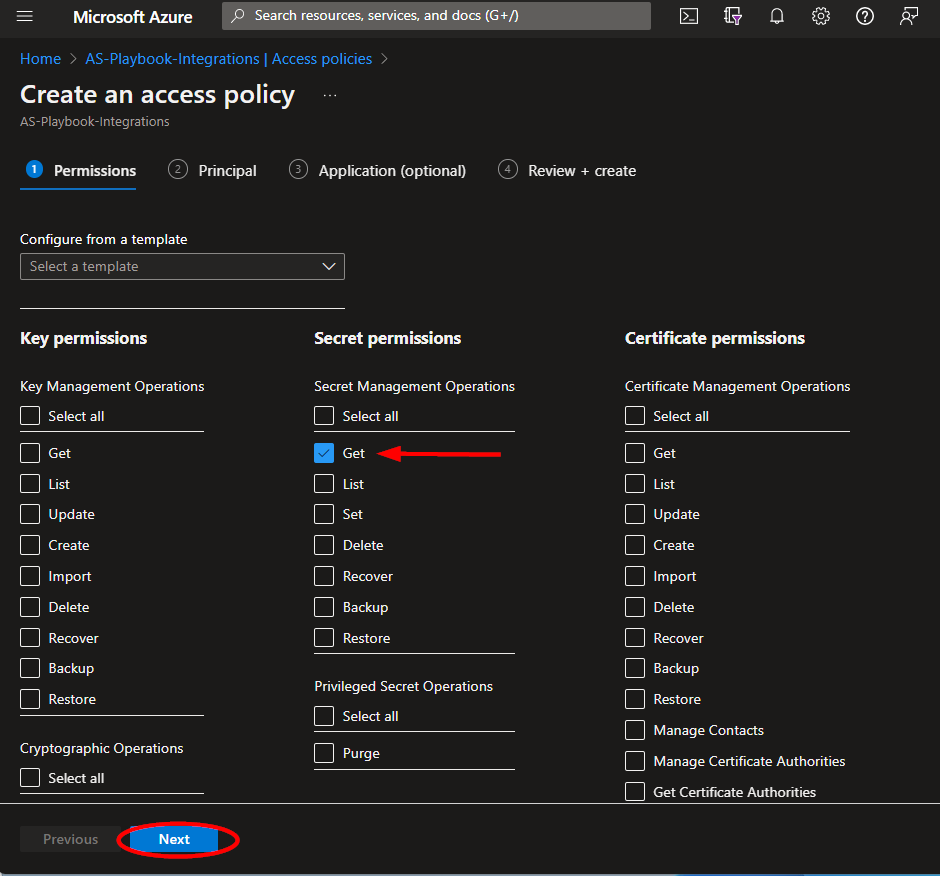 Microsoft Azure
Search resources, services, and docs (G+/)
Home > AS-Playbook-Integrations | Access policies >
Create an access policy ...
AS-Playbook-Integrations
1 Permissions 2 Principal 3 Application (optional) 4 Review + create
Configure from a template
Select a template
Key permissions
Key Management Operations
Select all
Get
List
Update
Create
Import
Delete
Recover
Backup
Restore
Cryptographic Operations
Select all
Secret permissions
Secret Management Operations
Select all
Get
List
Set
Delete
Recover
Backup
Restore
Privileged Secret Operations
Select all
Purge
Certificate permissions
Certificate Management Operations
Select all
Get
List
Update
Create
Import
Delete
Recover
Backup
Restore
Manage Contacts
Manage Certificate Authorities
Get Certificate Authorities
Previous Next